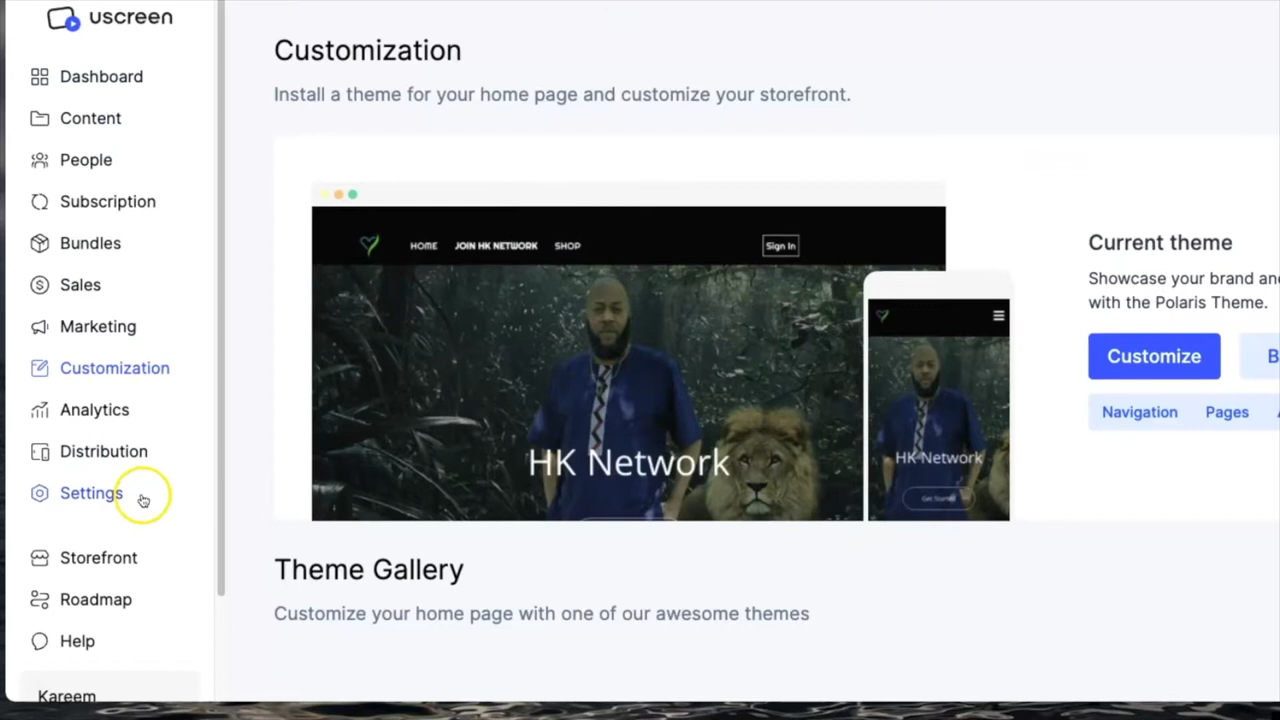 uscreen
Dashboard
Content
People
Subscription
Bundles
Sales
Marketing
Customization
Analytics
Distribution
Settings
Storefront
Roadmap
Help
Kareem
Customization
Install a theme for your home page and customize your storefront.
HOME JOIN HK NETWORK SHOP Sign In
HK Network
HK Network
Get Started
Current theme
Showcase your brand and
with the Polaris Theme.
Customize B
Navigation Pages
Theme Gallery
Customize your home page with one of our awesome themes